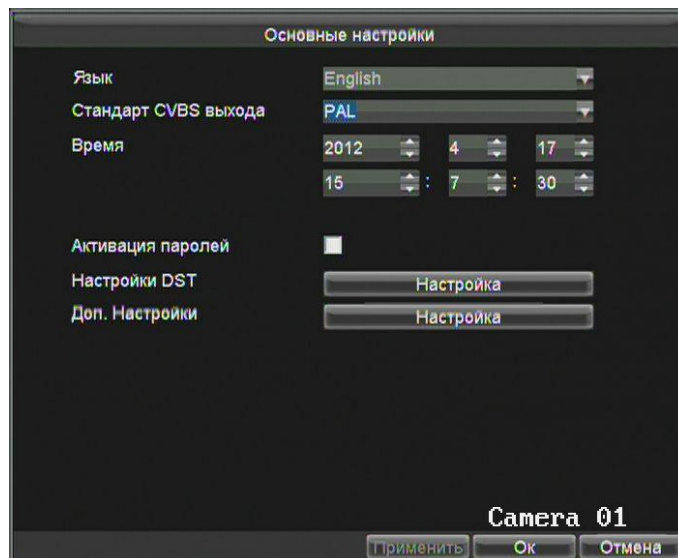 Основные настройки
Язык English
Стандарт CVBS выхода PAL
Время 2012 4 17
15 : 7 : 30
Активация паролей
Настройки DST Настройка
Доп. Настройки Настройка
Camera 01
Применить Ок Отмена